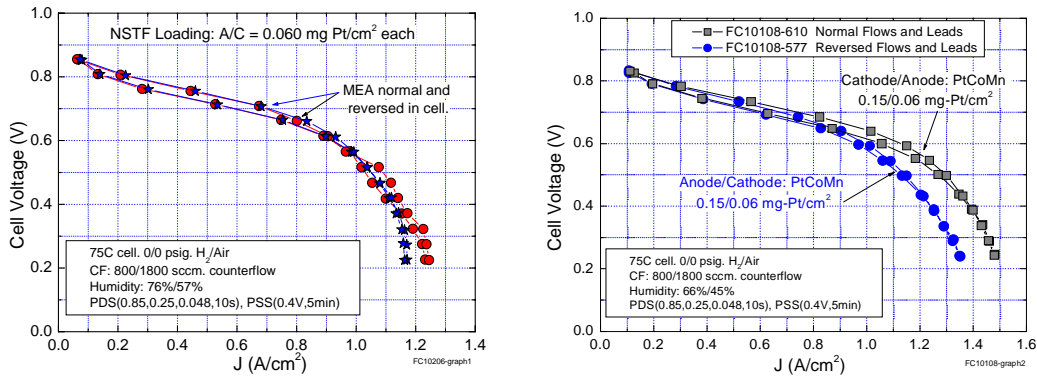 NSTF Loading: A/C = 0.060 mg Pt/cm² each
MEA normal and
reversed in cell.
75C cell. 0/0 psig. H₂/Air
CF: 800/1800 sccm. counterflow
Humidity: 76%/57%
PDS(0.85,0.25,0.048,10s), PSS(0.4V,5min)
Cell Voltage (V)
1.0
0.8
0.6
0.4
0.2
0.0
0.0 0.2 0.4 0.6 0.8 1.0 1.2 1.4
J (A/cm²)
FC10206-graph1
FC10108-610 Normal Flows and Leads
FC10108-577 Reversed Flows and Leads
Cathode/Anode: PtCoMn
0.15/0.06 mg-Pt/cm²
Anode/Cathode: PtCoMn
0.15/0.06 mg-Pt/cm²
75C cell. 0/0 psig. H₂/Air
CF: 800/1800 sccm. counterflow
Humidity: 66%/45%
PDS(0.85,0.25,0.048,10s), PSS(0.4V,5min)
Cell Voltage (V)
1.0
0.8
0.6
0.4
0.2
0.0
0.0 0.2 0.4 0.6 0.8 1.0 1.2 1.4 1.6
J (A/cm²)
FC10108-graph2